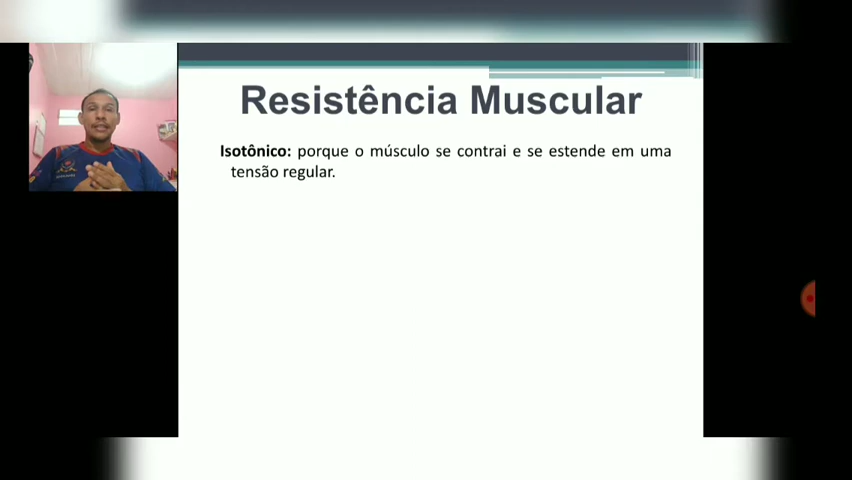 Resistência Muscular
Isotônico: porque o músculo se contrai e se estende em uma
tensão regular.